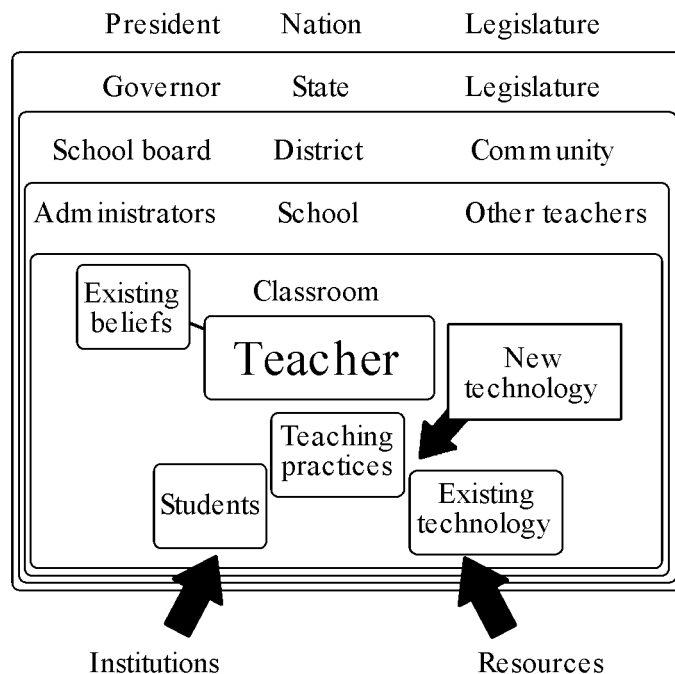 President Nation Legislature
Governor State Legislature
School board District Community
Administrators School Other teachers
Existing
beliefs
Classroom
Teacher
New
technology
Teaching
practices
Students
Existing
technology
Institutions Resources